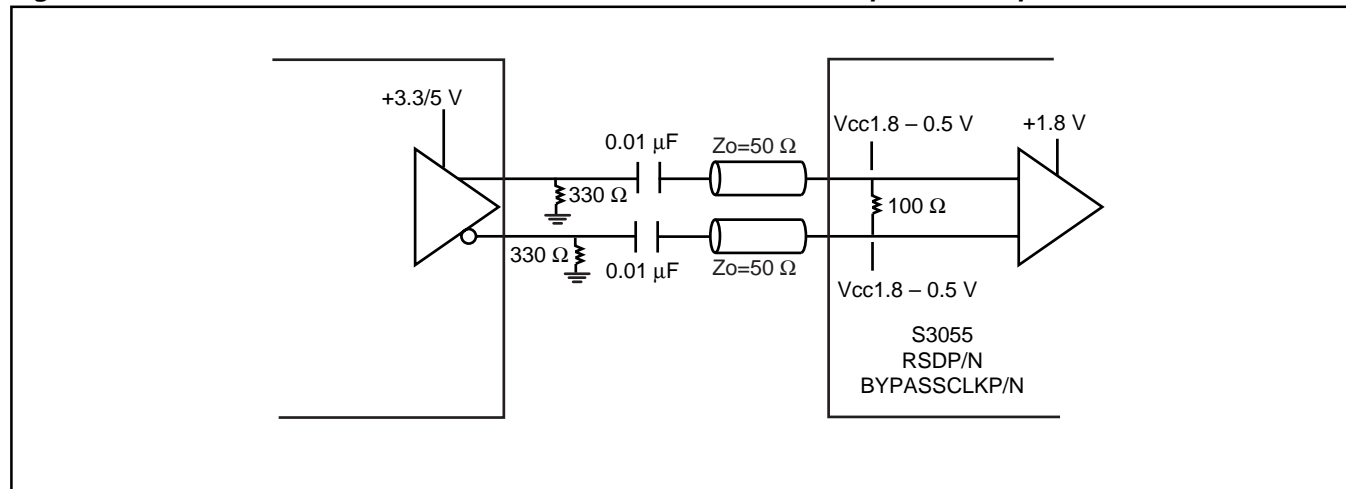 +3.3/5 V
0.01 μF
Zo=50 Ω
Vcc1.8 – 0.5 V
+1.8 V
330 Ω
100 Ω
330 Ω
0.01 μF
Zo=50 Ω
Vcc1.8 – 0.5 V
S3055
RSDP/N
BYPASSCLKP/N